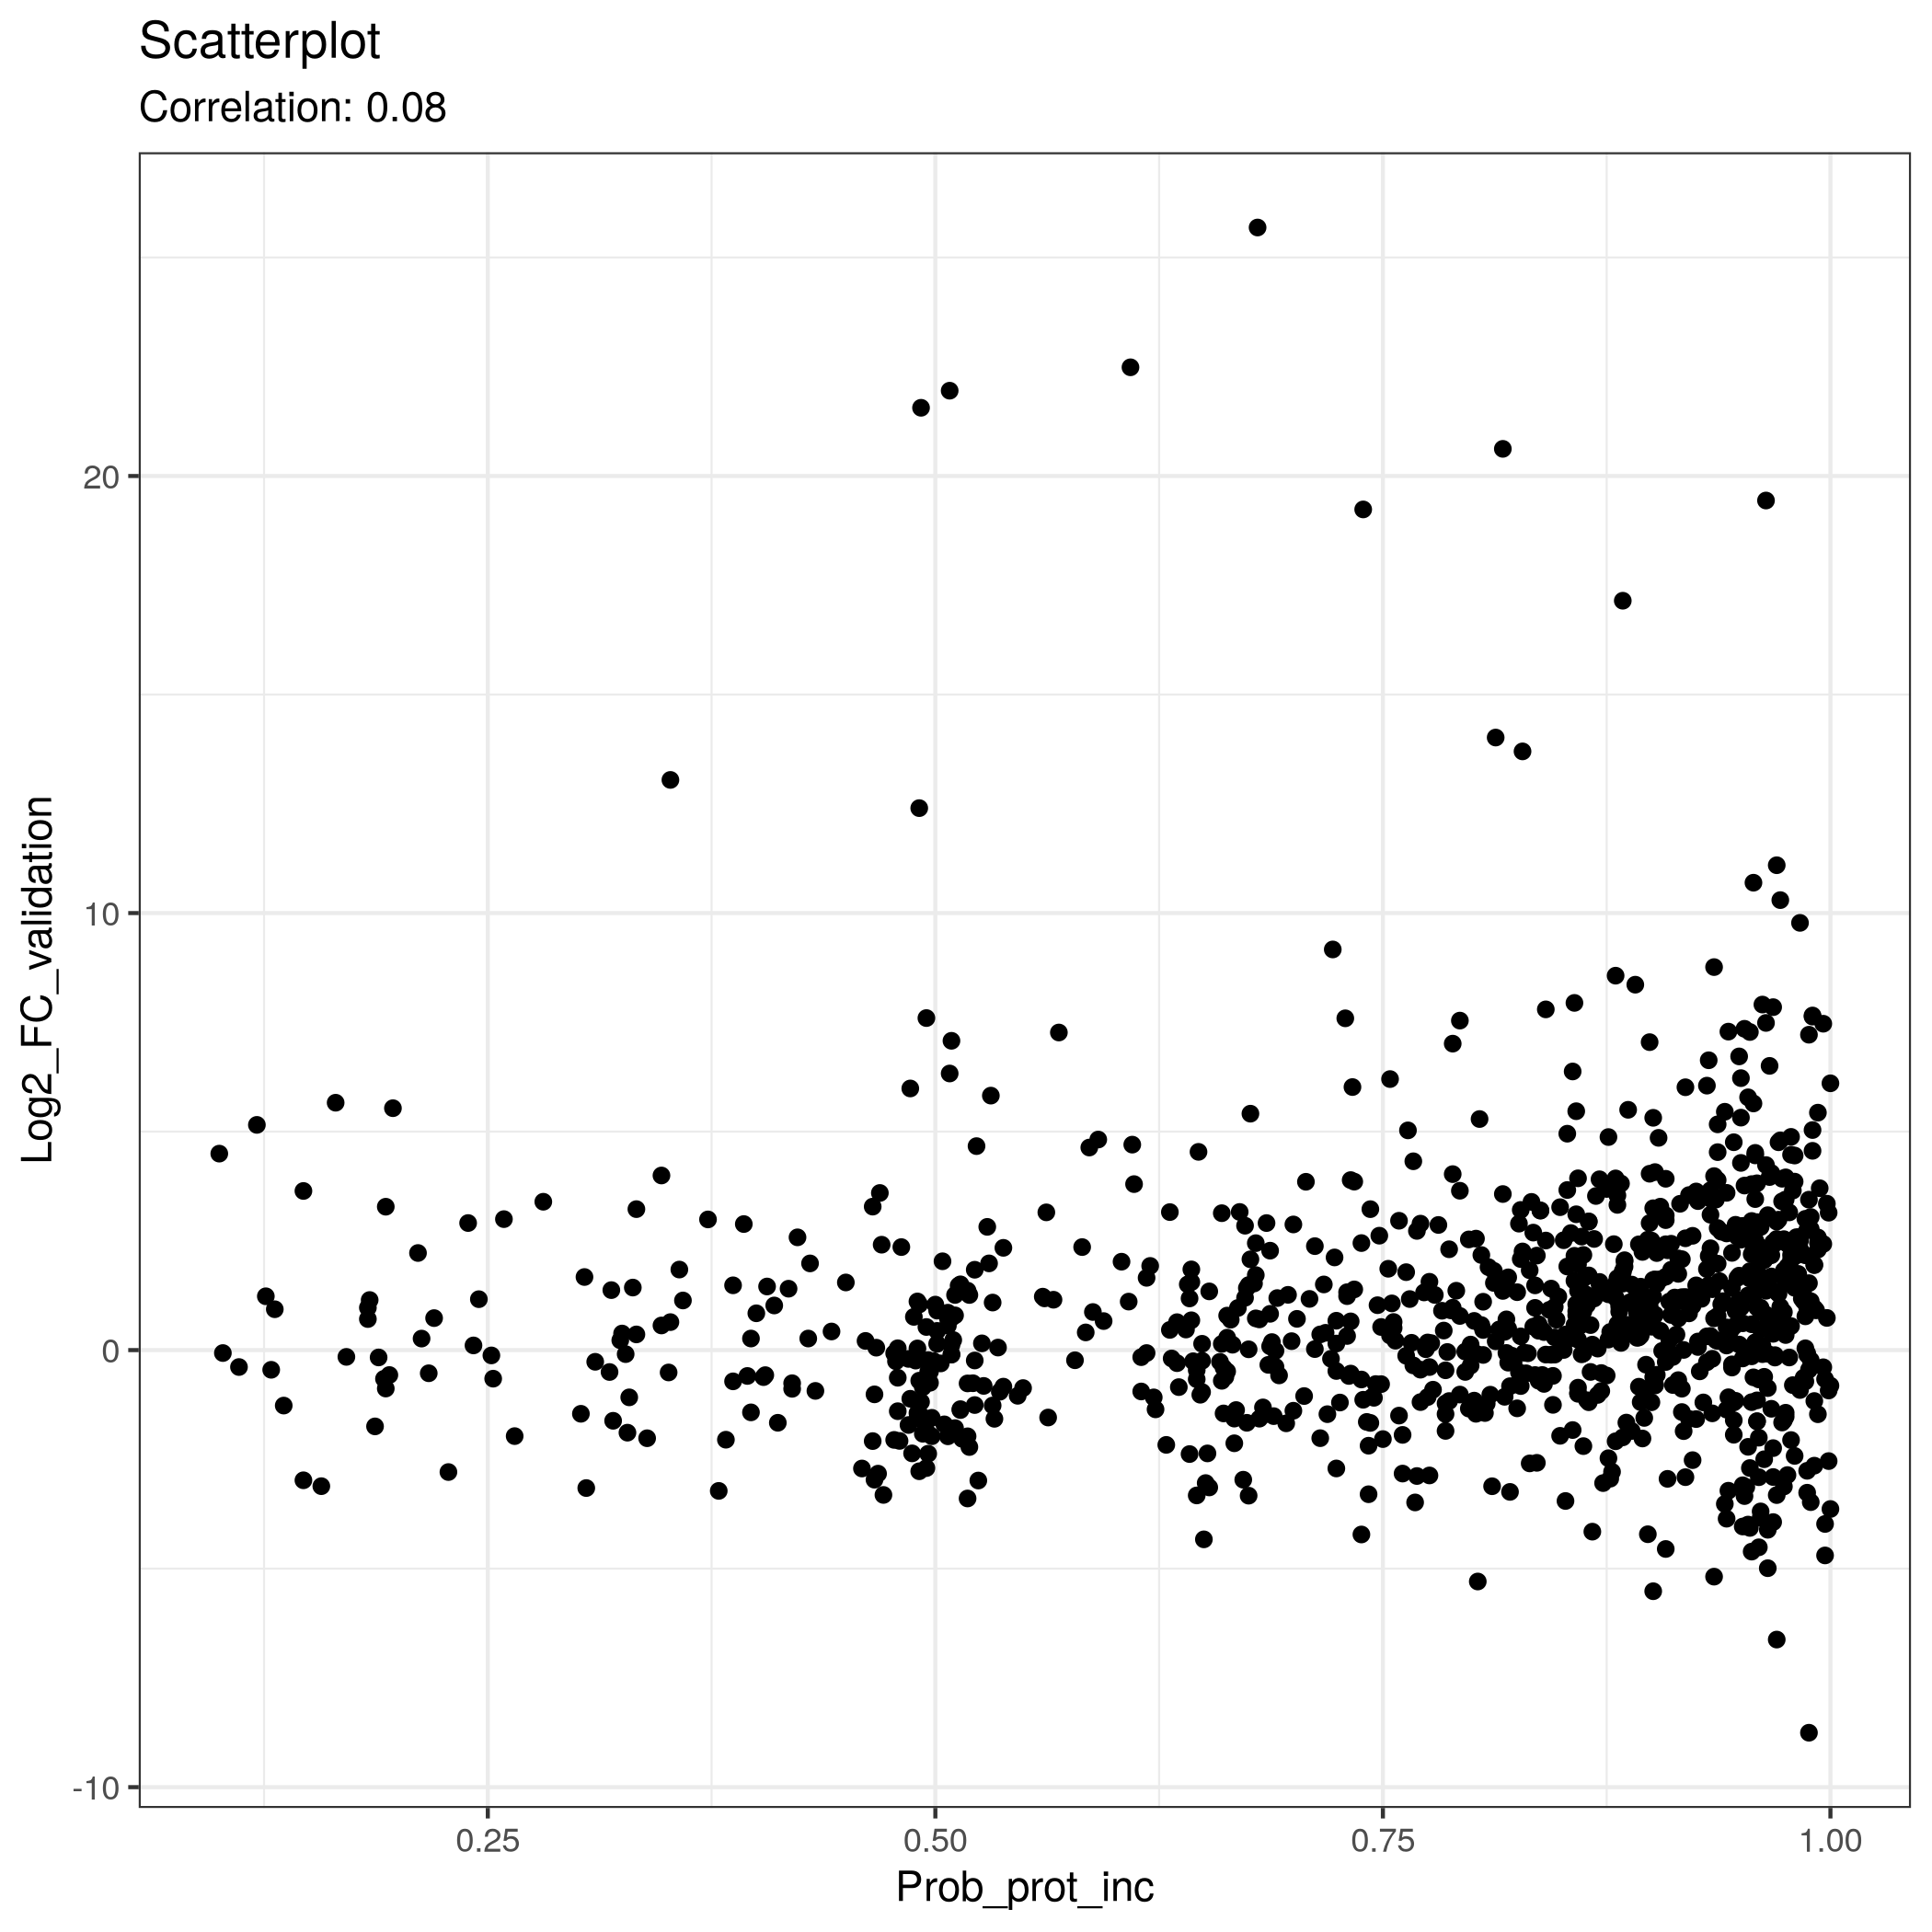 Scatterplot
Correlation: 0.08
Log2_FC_validation
20
10
0
-10
0.25 0.50 0.75 1.00
Prob_prot_inc